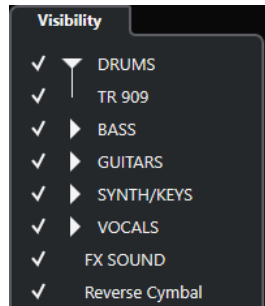 Visibility
DRUMS
TR 909
BASS
GUITARS
SYNTH/KEYS
VOCALS
FX SOUND
Reverse Cymbal